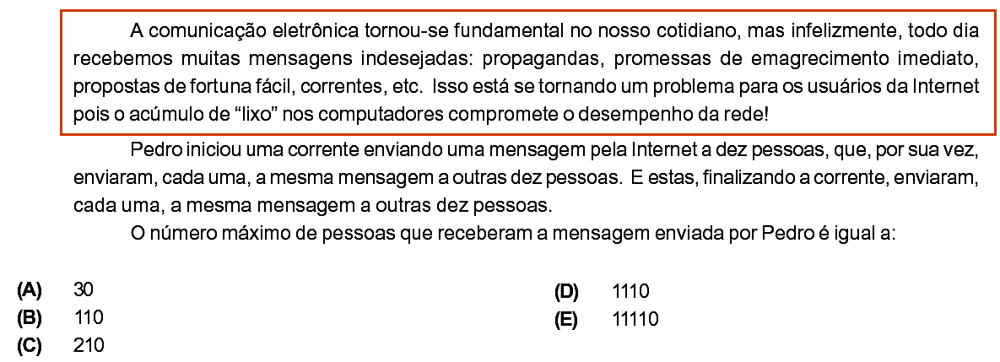 A comunicação eletrônica tornou-se fundamental no nosso cotidiano, mas infelizmente, todo dia
recebemos muitas mensagens indesejadas: propagandas, promessas de emagrecimento imediato,
propostas de fortuna fácil, correntes, etc. Isso está se tornando um problema para os usuários da Internet
pois o acúmulo de “lixo” nos computadores compromete o desempenho da rede!
Pedro iniciou uma corrente enviando uma mensagem pela Internet a dez pessoas, que, por sua vez,
enviaram, cada uma, a mesma mensagem a outras dez pessoas. E estas, finalizando a corrente, enviaram,
cada uma, a mesma mensagem a outras dez pessoas.
O número máximo de pessoas que receberam a mensagem enviada por Pedro é igual a:
(A) 30
(B) 110
(C) 210
(D) 1110
(E) 11110